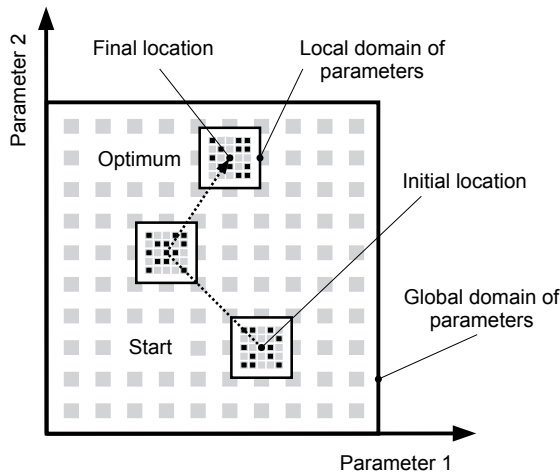 Parameter 2
Final location
Local domain of
parameters
Optimum
Initial location
Global domain of
parameters
Start
Parameter 1